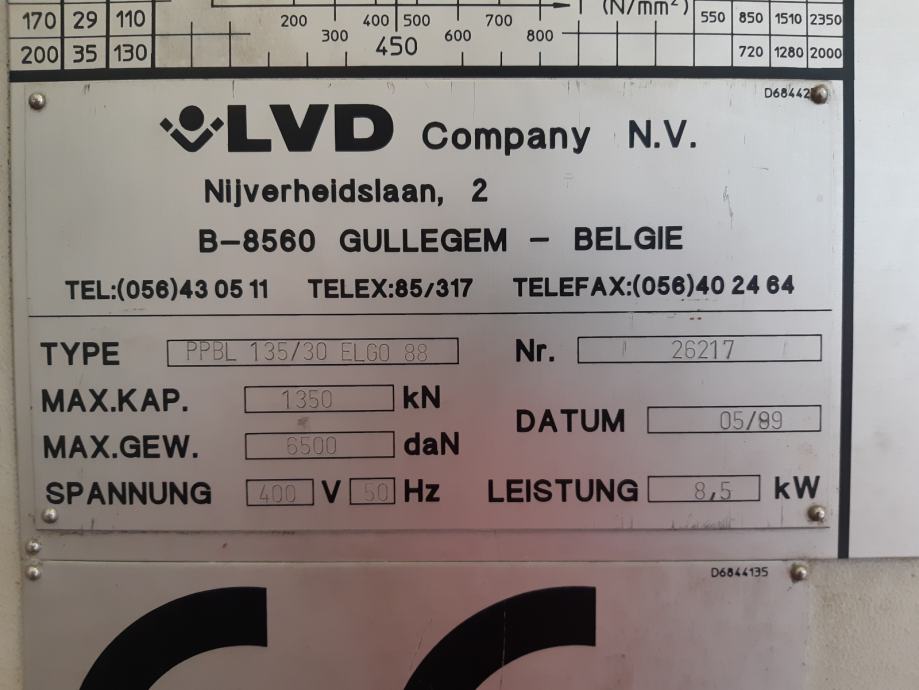 170 29 110 200 400 500 700 T (N/mm²) 550 850 1510 2350
300 600 800
200 35 130 450 720 1280 2000
LVD Company N.V.
Nijverheidslaan, 2
B-8560 GULLEGEM - BELGIE
TEL:(056)43 05 11 TELEX:85/317 TELEFAX:(056)40 24 64
TYPE PPBL 135/30 ELGO 88 Nr. 26217
MAX.KAP. 1350 kN
DATUM 05/89
MAX.GEW. 6500 daN
SPANNUNG 400 V 50 Hz LEISTUNG 8,5 kW
D6844135
CE